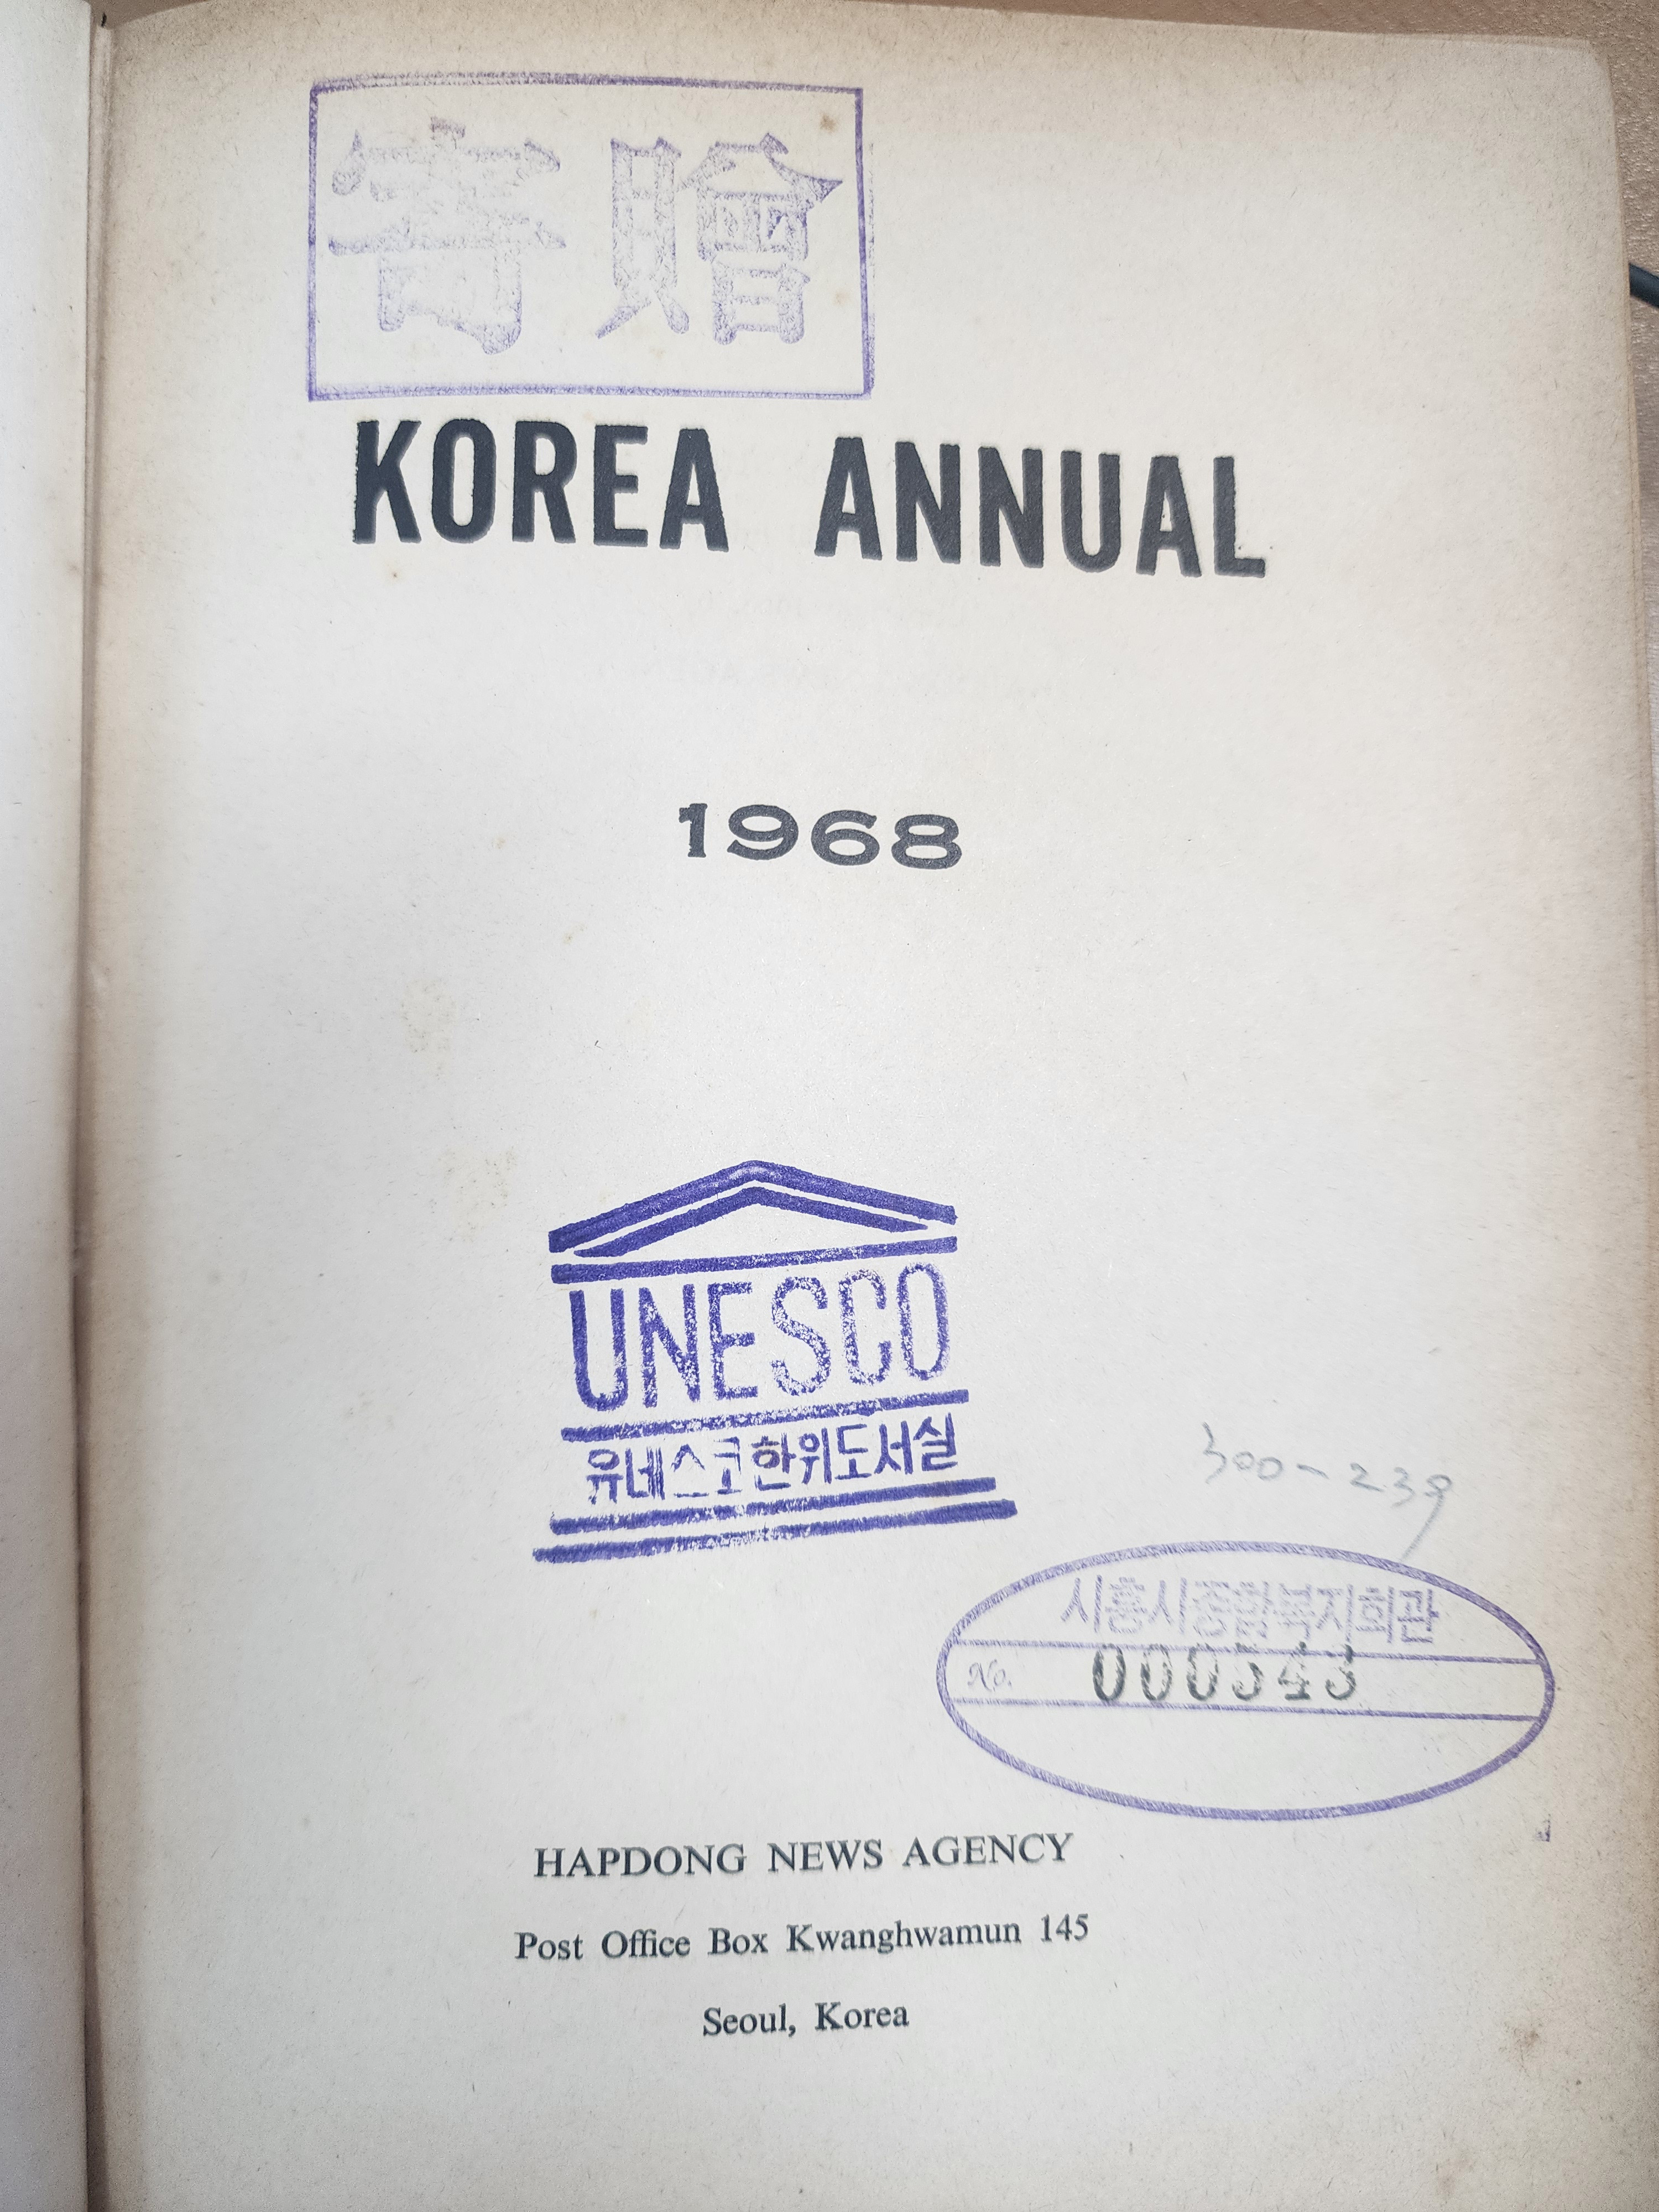 寄贈
KOREA ANNUAL
1968
UNESCO
유네스코한위도서실
300-239
시흥시종합복지회관
No. 000543
HAPDONG NEWS AGENCY
Post Office Box Kwanghwamun 145
Seoul, Korea